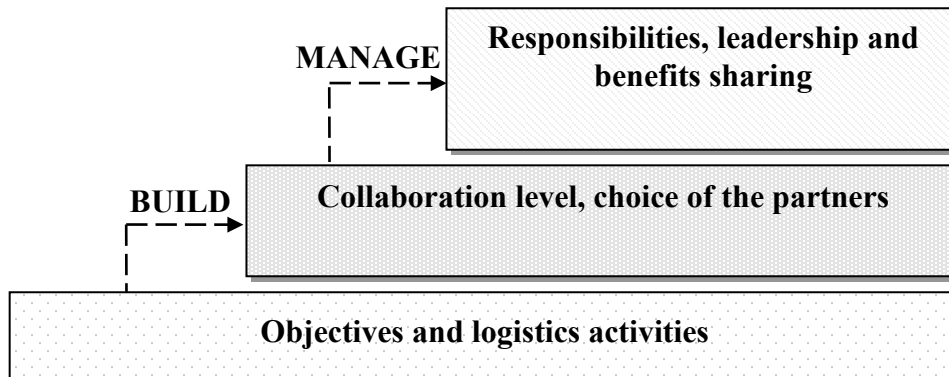 Responsibilities, leadership and
benefits sharing
MANAGE
Collaboration level, choice of the partners
BUILD
Objectives and logistics activities